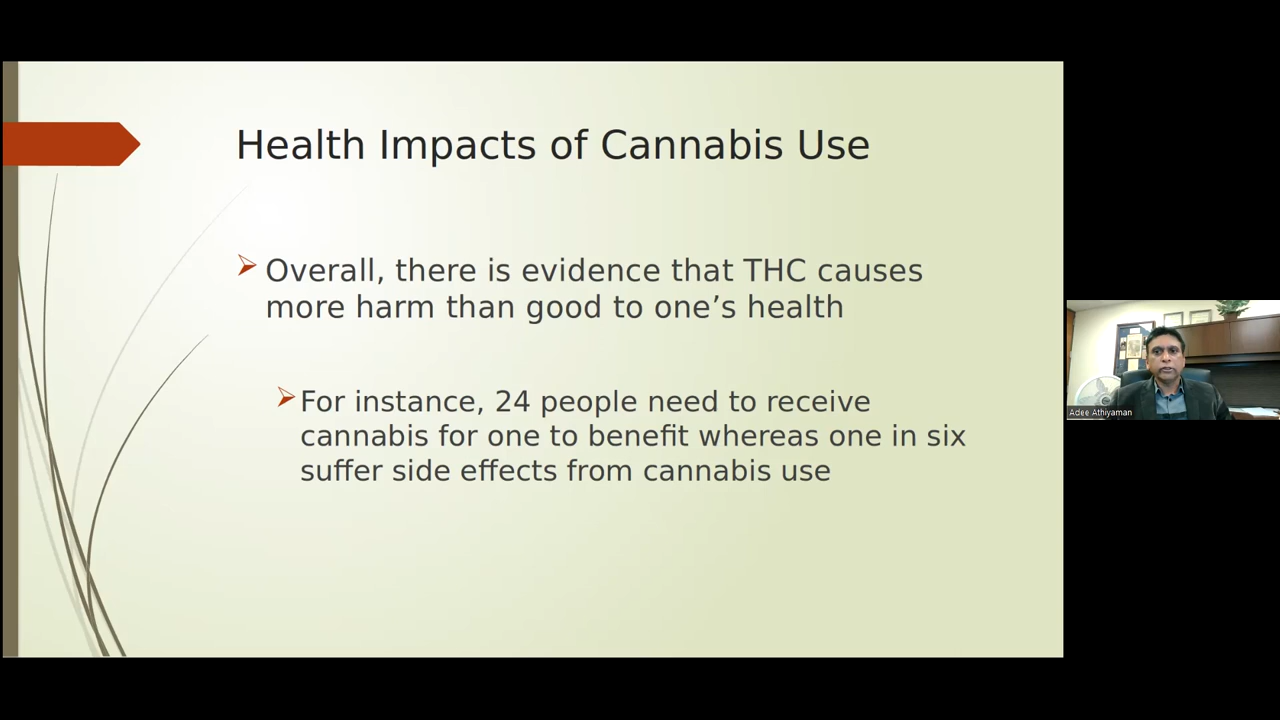 Health Impacts of Cannabis Use
Overall, there is evidence that THC causes
more harm than good to one’s health
For instance, 24 people need to receive
cannabis for one to benefit whereas one in six
suffer side effects from cannabis use
Adee Athiyaman